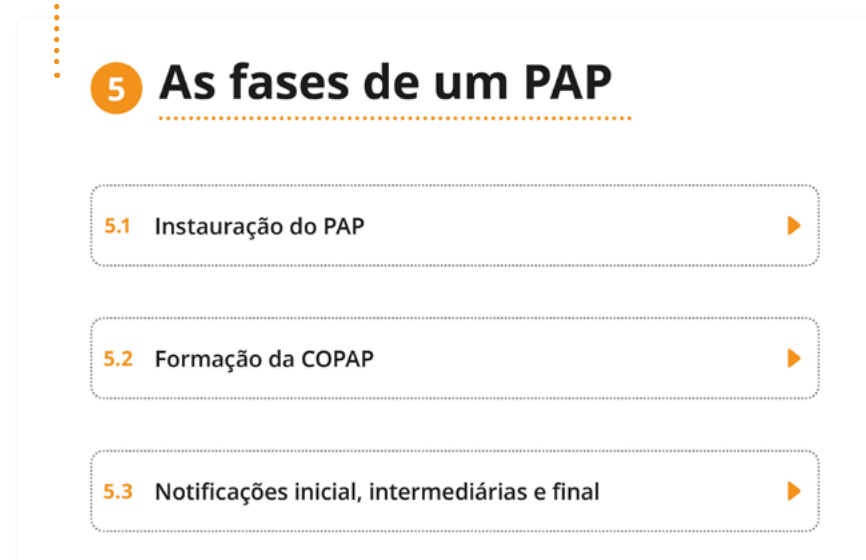 5 As fases de um PAP
5.1 Instauração do PAP
5.2 Formação da COPAP
5.3 Notificações inicial, intermediárias e final